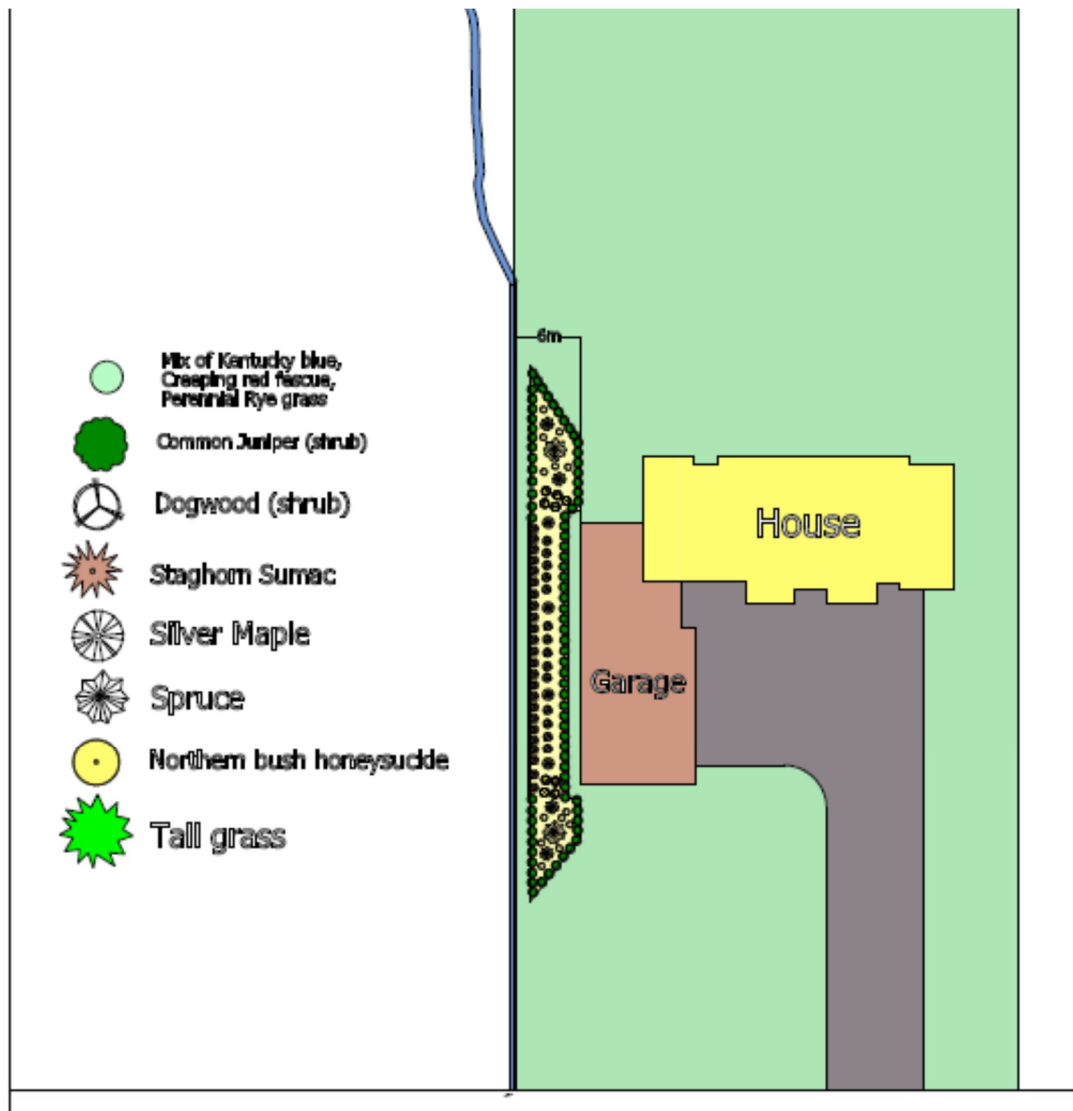 6m
Mix of Kentucky blue,
Creeping red fescue,
Perennial Rye grass
Common Juniper (shrub)
Dogwood (shrub)
House
Staghorn Sumac
Silver Maple
Garage
Spruce
Northern bush honeysuckle
Tall grass